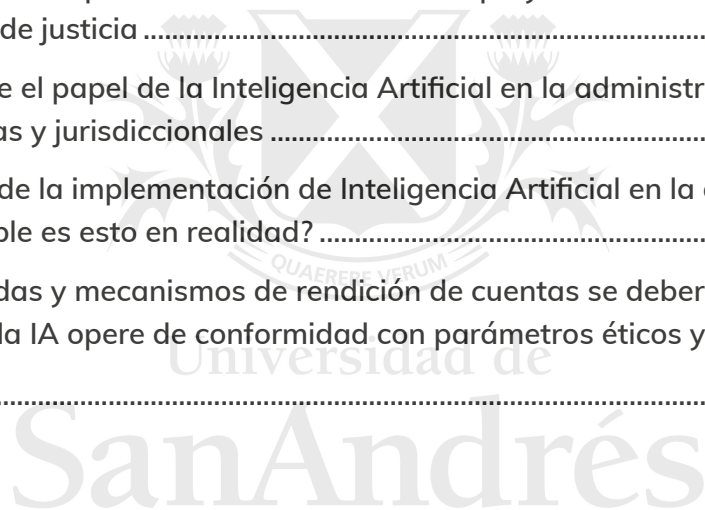 de justicia
e el papel de la Inteligencia Artificial en la administr
as y jurisdiccionales
de la implementación de Inteligencia Artificial en la
ble es esto en realidad?
das y mecanismos de rendición de cuentas se deber
la IA opere de conformidad con parámetros éticos y
QUAERERE VERUM
Universidad de
SanAndrés